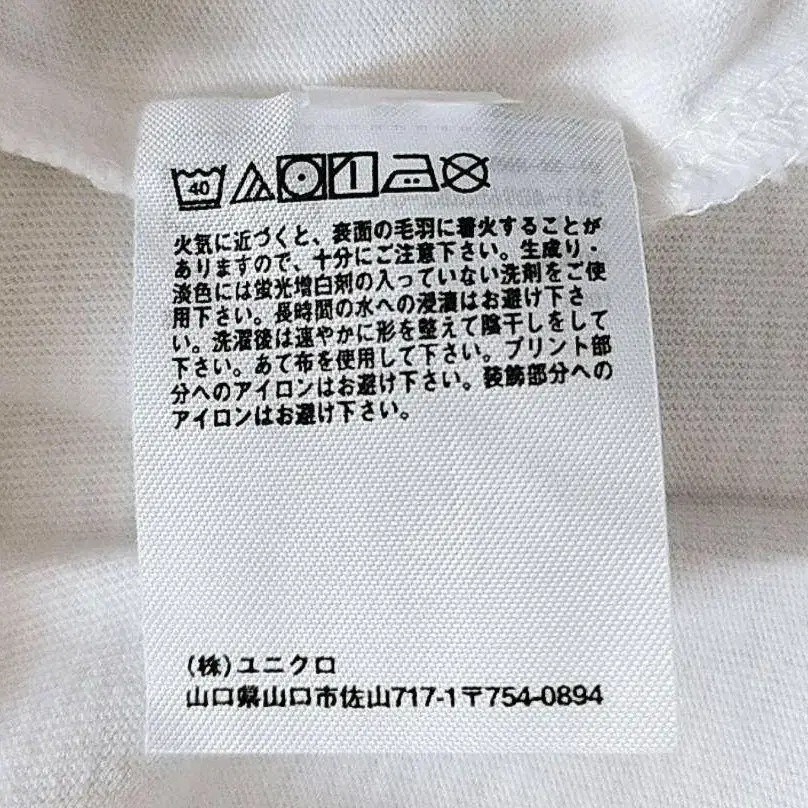 40
火気に近づくと、表面の毛羽に着火することが
ありますので、十分にご注意下さい。生成り・
淡色には蛍光増白剤の入っていない洗剤をご使
用下さい。長時間の水への浸漬はお避け下さ
い。洗濯後は速やかに形を整えて陰干しをして
下さい。あて布を使用して下さい。プリント部
分へのアイロンはお避け下さい。装飾部分への
アイロンはお避け下さい。
(株)ユニクロ
山口県山口市佐山717-1〒754-0894